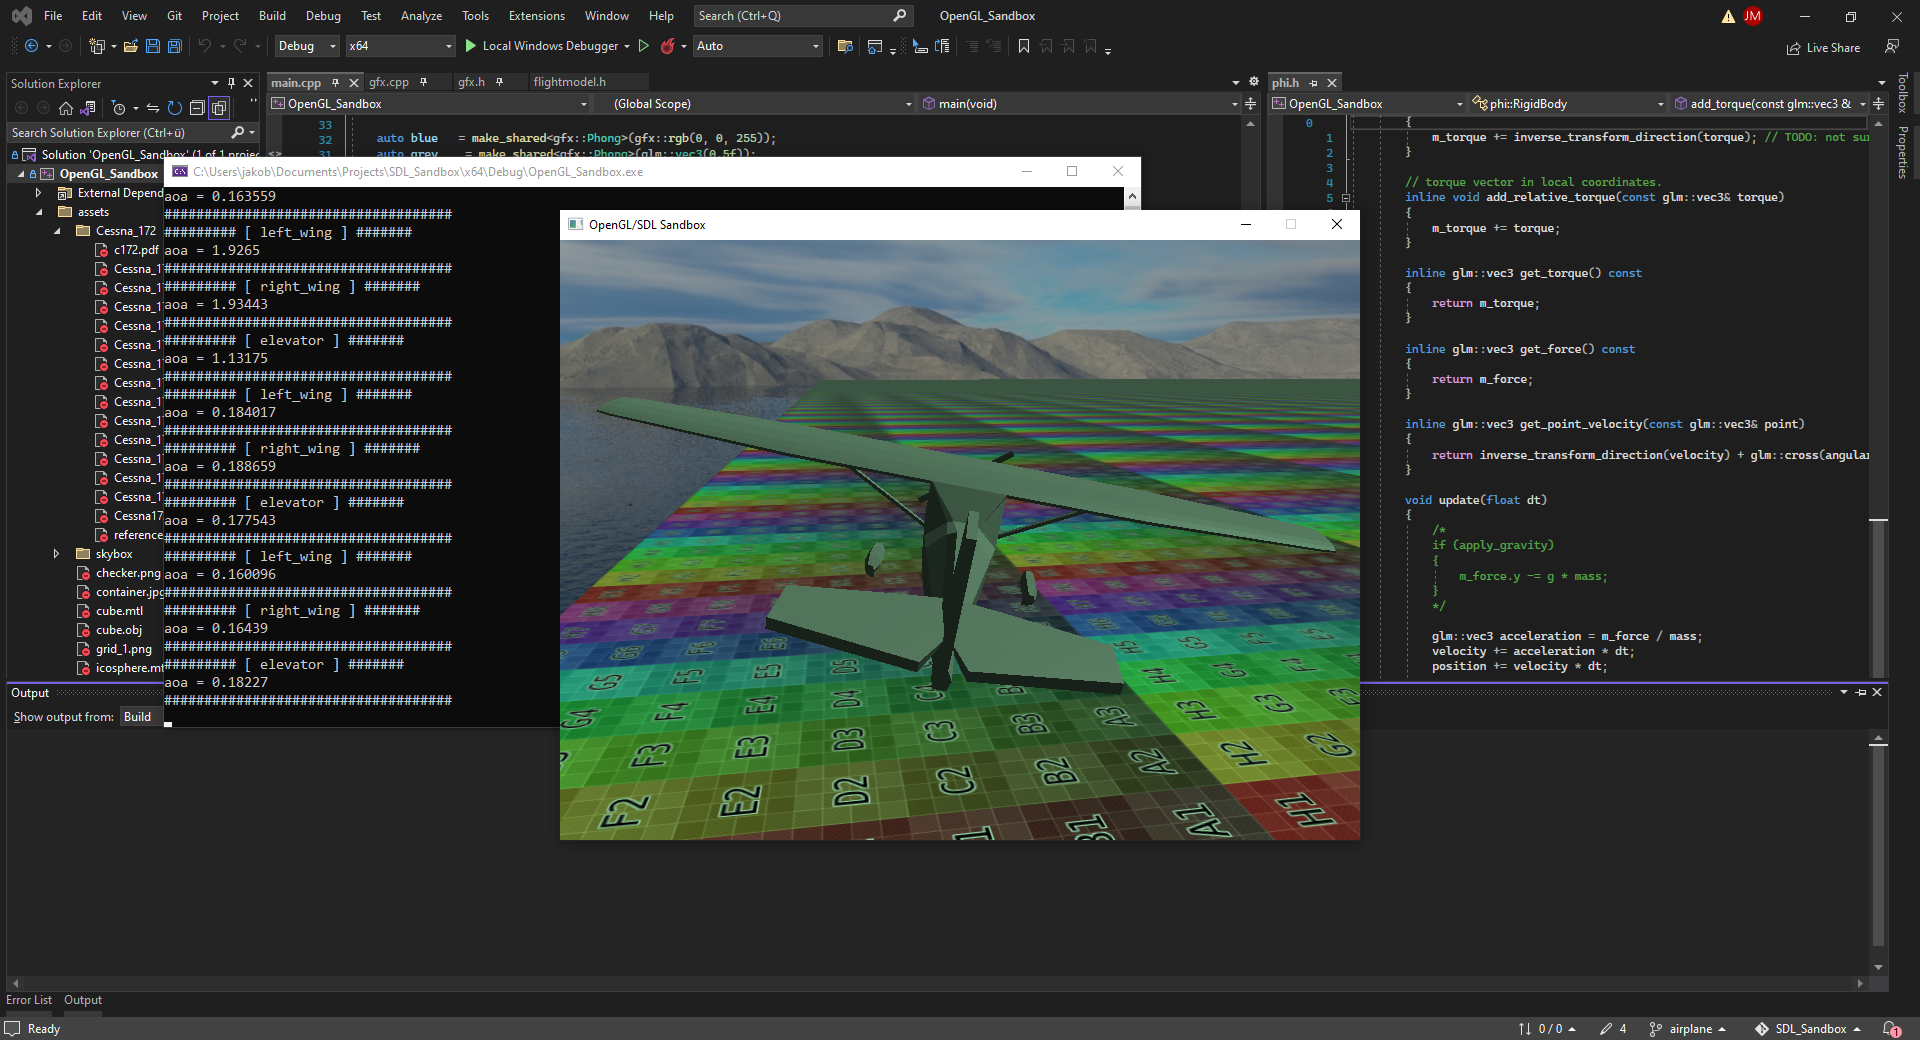 File Edit View Git Project Build Debug Test Analyze Tools Extensions Window Help Search (Ctrl+Q) OpenGL_Sandbox JM
Debug x64 Local Windows Debugger Auto Live Share
Solution Explorer
Search Solution Explorer (Ctrl+ü)
Solution 'OpenGL_Sandbox' (1 of 1 proje
OpenGL_Sandbox
External Depend
assets
Cessna_172
c172.pdf
Cessna_1
Cessna_1
Cessna_1
Cessna_1
Cessna_1
Cessna_1
Cessna_1
Cessna_1
Cessna_1
Cessna_1
Cessna_1
Cessna_1
Cessna_1
Cessna17
reference
skybox
checker.png
container.jpg
cube.mtl
cube.obj
grid_1.png
icosphere.mt
main.cpp gfx.cpp gfx.h flightmodel.h
OpenGL_Sandbox (Global Scope) main(void)
33
32 auto blue = make_shared<gfx::Phong>(gfx::rgb(0, 0, 255));
31 auto grey = make_shared<gfx::Phong>(glm::vec3(0.5f));
C:\Users\jakob\Documents\Projects\SDL_Sandbox\x64\Debug\OpenGL_Sandbox.exe
aoa = 0.163559
####################################
######### [ left_wing ] #######
aoa = 1.9265
####################################
######### [ right_wing ] #######
aoa = 1.93443
####################################
######### [ elevator ] #######
aoa = 1.13175
####################################
######### [ left_wing ] #######
aoa = 0.184017
####################################
######### [ right_wing ] #######
aoa = 0.188659
####################################
######### [ elevator ] #######
aoa = 0.177543
####################################
######### [ left_wing ] #######
aoa = 0.160096
####################################
######### [ right_wing ] #######
aoa = 0.16439
####################################
######### [ elevator ] #######
aoa = 0.18227
####################################
OpenGL/SDL Sandbox
G5 F5 E5 D5
G4 F4 E4 D4 C4 H4 G4
F3 E3 D3 C3 B3 A3 H3 G3
F2 E2 D2 C2 B2 A2 H2 G2
B1 A1 H1
phi.h
OpenGL_Sandbox phi::RigidBody add_torque(const glm::vec3 &
0 {
1 m_torque += inverse_transform_direction(torque); // TODO: not su
2 }
3
4 // torque vector in local coordinates.
5 inline void add_relative_torque(const glm::vec3& torque)
{
m_torque += torque;
}
inline glm::vec3 get_torque() const
{
return m_torque;
}
inline glm::vec3 get_force() const
{
return m_force;
}
inline glm::vec3 get_point_velocity(const glm::vec3& point)
{
return inverse_transform_direction(velocity) + glm::cross(angula
}
void update(float dt)
{
/*
if (apply_gravity)
{
m_force.y -= g * mass;
}
*/
glm::vec3 acceleration = m_force / mass;
velocity += acceleration * dt;
position += velocity * dt;
Toolbox
Properties
Output
Show output from: Build
Error List Output
Ready 0 / 0 4 airplane SDL_Sandbox 1